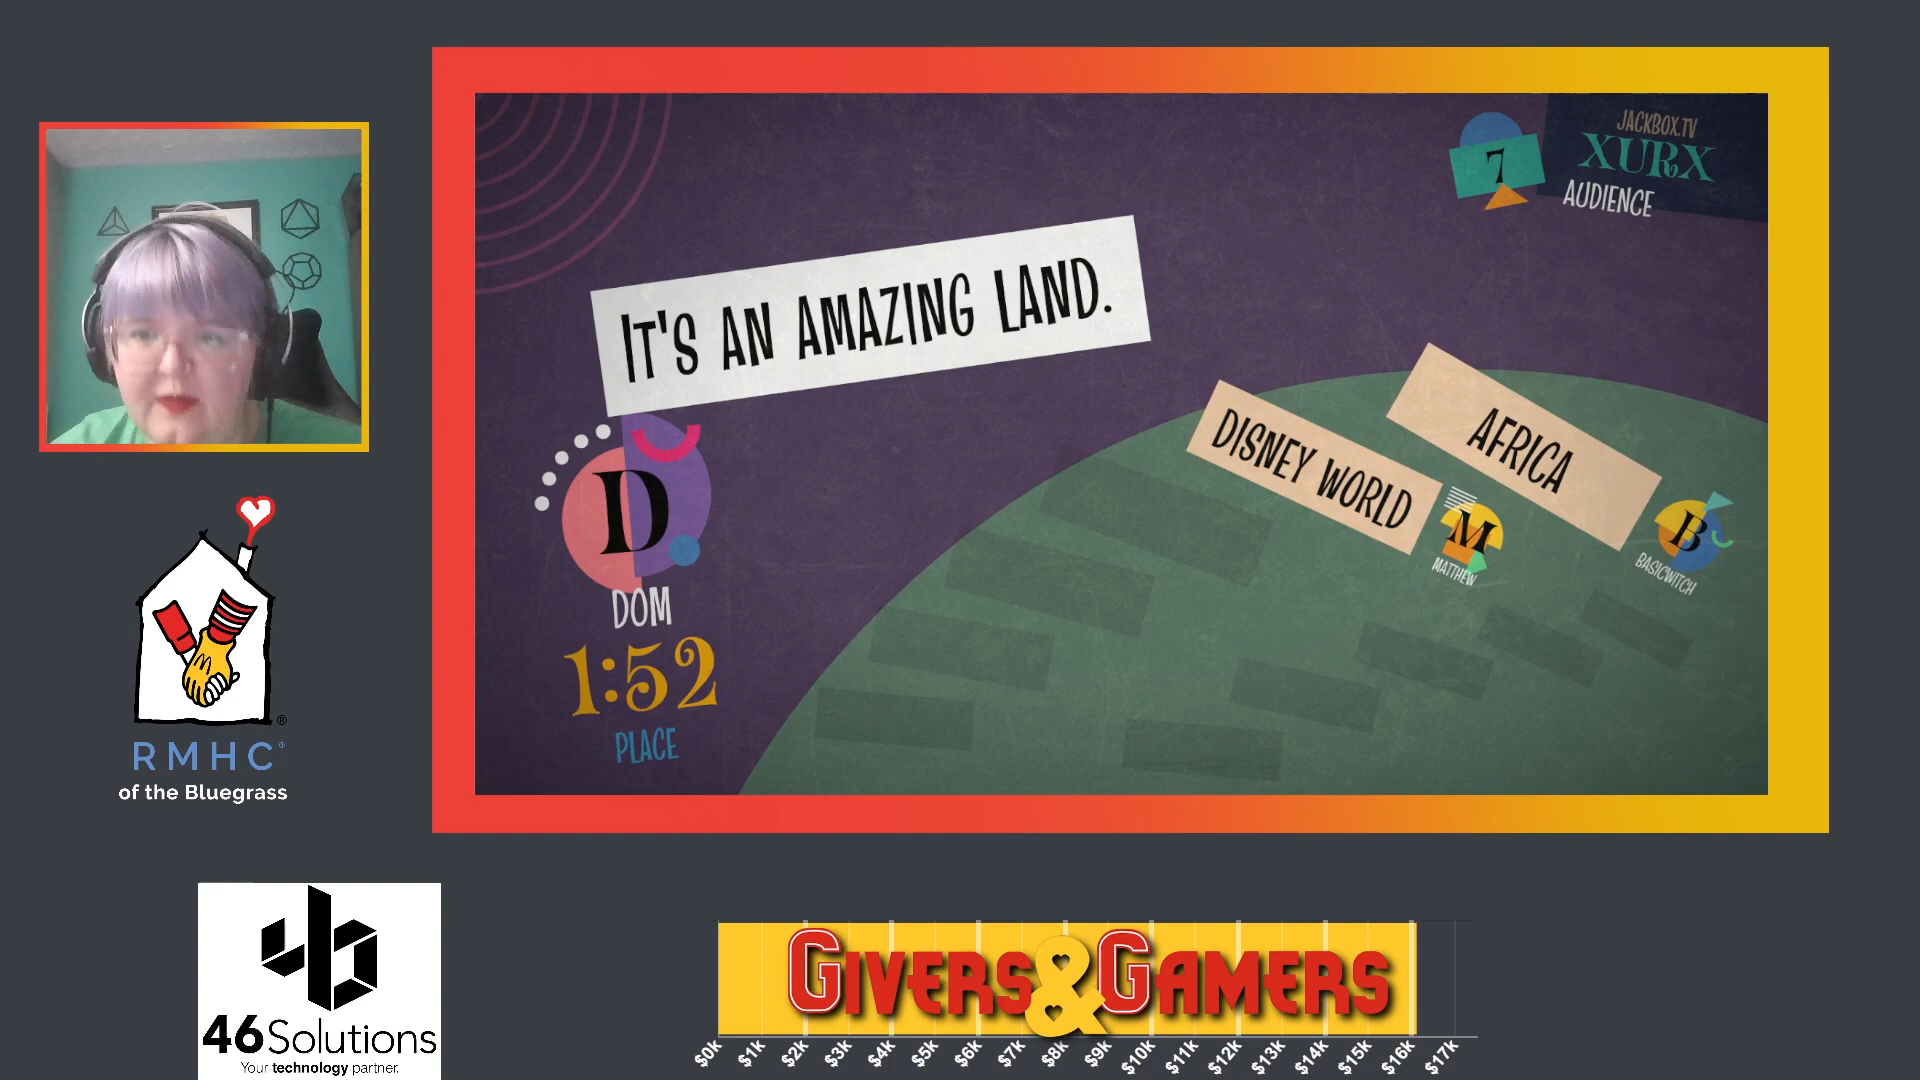 JACKBOX.TV
XURX
7
AUDIENCE
IT'S AN AMAZING LAND.
AFRICA
DISNEY WORLD
D
M
B
MATTHEW
BASICWITCH
DOM
1:52
PLACE
RMHC®
of the Bluegrass
46Solutions
Your technology partner.
GIVERS&GAMERS
$0k $1k $2k $3k $4k $5k $6k $7k $8k $9k $10k $11k $12k $13k $14k $15k $16k $17k